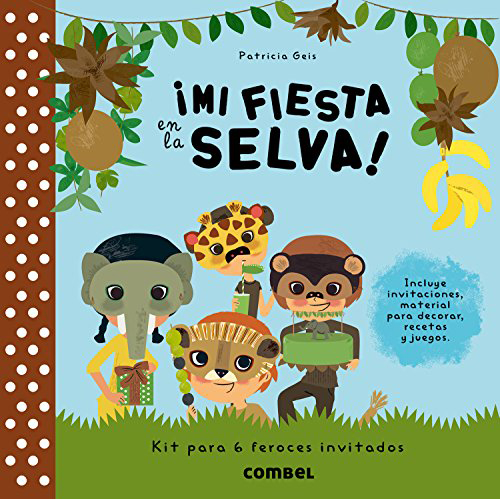 Patricia Geis
¡MI FIESTA
en la
SELVA!
Incluye
invitaciones,
material
para decorar,
recetas
y juegos.
Kit para 6 feroces invitados
COMBEL